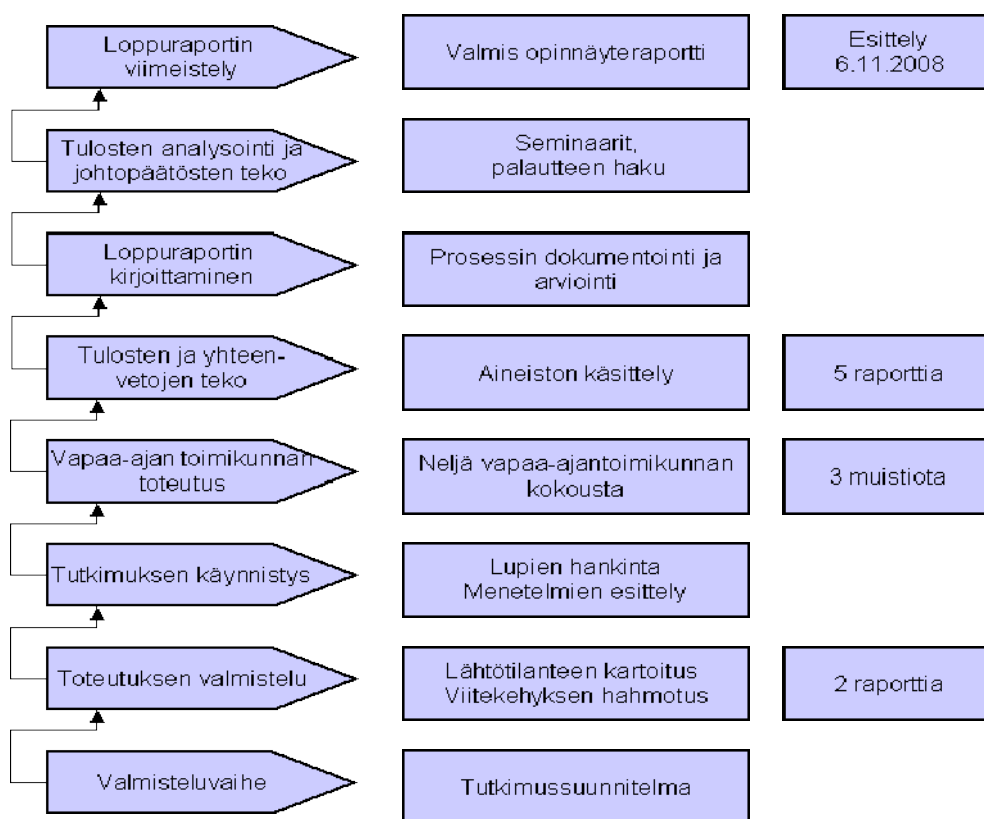 Loppuraportin
viimeistely
Valmis opinnäyteraportti
Esittely
6.11.2008
Tulosten analysointi ja
johtopäätösten teko
Seminaarit,
palautteen haku
Loppuraportin
kirjoittaminen
Prosessin dokumentointi ja
arviointi
Tulosten ja yhteen-
vetojen teko
Aineiston käsittely
5 raporttia
Vapaa-ajan toimikunnan
toteutus
Neljä vapaa-ajantoimikunnan
kokousta
3 muistiota
Tutkimuksen käynnistys
Lupien hankinta
Menetelmien esittely
Toteutuksen valmistelu
Lähtötilanteen kartoitus
Viitekehyksen hahmotus
2 raporttia
Valmisteluvaihe
Tutkimussuunnitelma